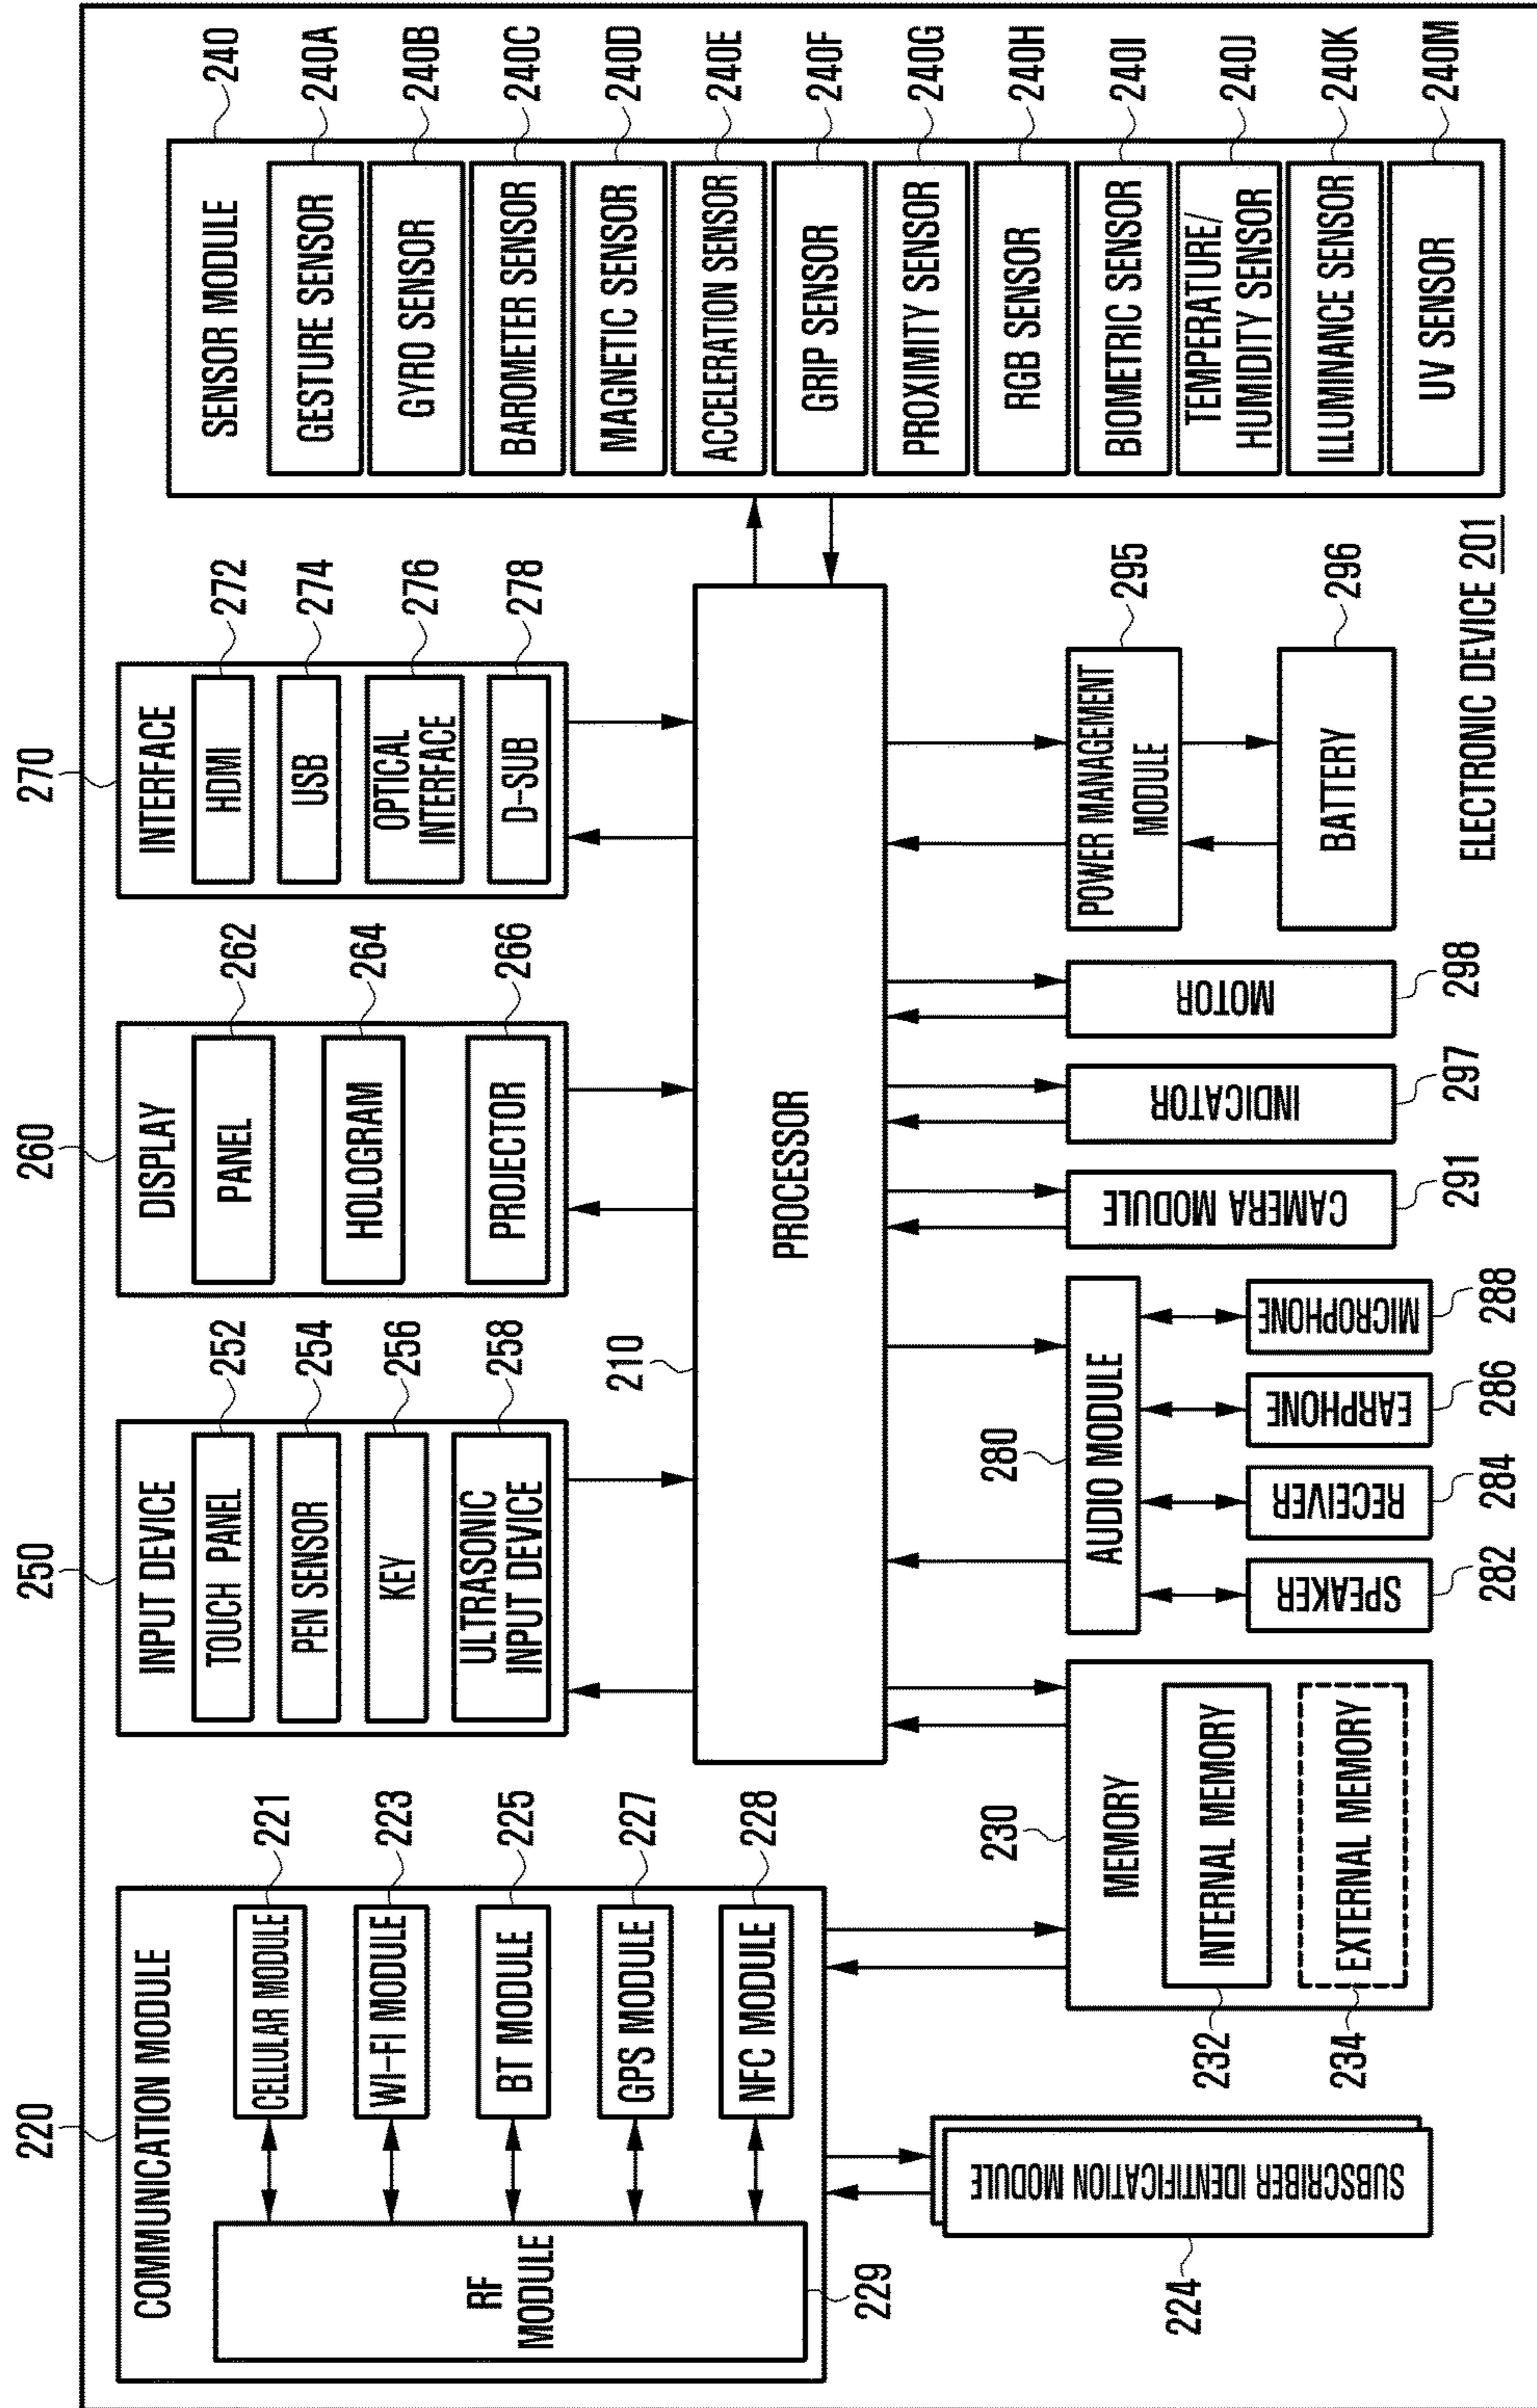 220
COMMUNICATION MODULE
RF
MODULE
229
CELLULAR MODULE
221
WI-FI MODULE
223
BT MODULE
225
GPS MODULE
227
NFC MODULE
228
250
INPUT DEVICE
TOUCH PANEL
252
PEN SENSOR
254
KEY
256
ULTRASONIC
INPUT DEVICE
258
260
DISPLAY
PANEL
262
HOLOGRAM
264
PROJECTOR
266
270
INTERFACE
HDMI
272
USB
274
OPTICAL
INTERFACE
276
D-SUB
278
240
SENSOR MODULE
GESTURE SENSOR
240A
GYRO SENSOR
240B
BAROMETER SENSOR
240C
MAGNETIC SENSOR
240D
ACCELERATION SENSOR
240E
GRIP SENSOR
240F
PROXIMITY SENSOR
240G
RGB SENSOR
240H
BIOMETRIC SENSOR
240I
TEMPERATURE/
HUMIDITY SENSOR
240J
ILLUMINANCE SENSOR
240K
UV SENSOR
240M
210
PROCESSOR
SUBSCRIBER IDENTIFICATION MODULE
224
230
MEMORY
INTERNAL MEMORY
232
EXTERNAL MEMORY
234
280
AUDIO MODULE
SPEAKER
282
RECEIVER
284
EARPHONE
286
MICROPHONE
288
CAMERA MODULE
291
INDICATOR
297
MOTOR
298
POWER MANAGEMENT
MODULE
295
BATTERY
296
ELECTRONIC DEVICE 201